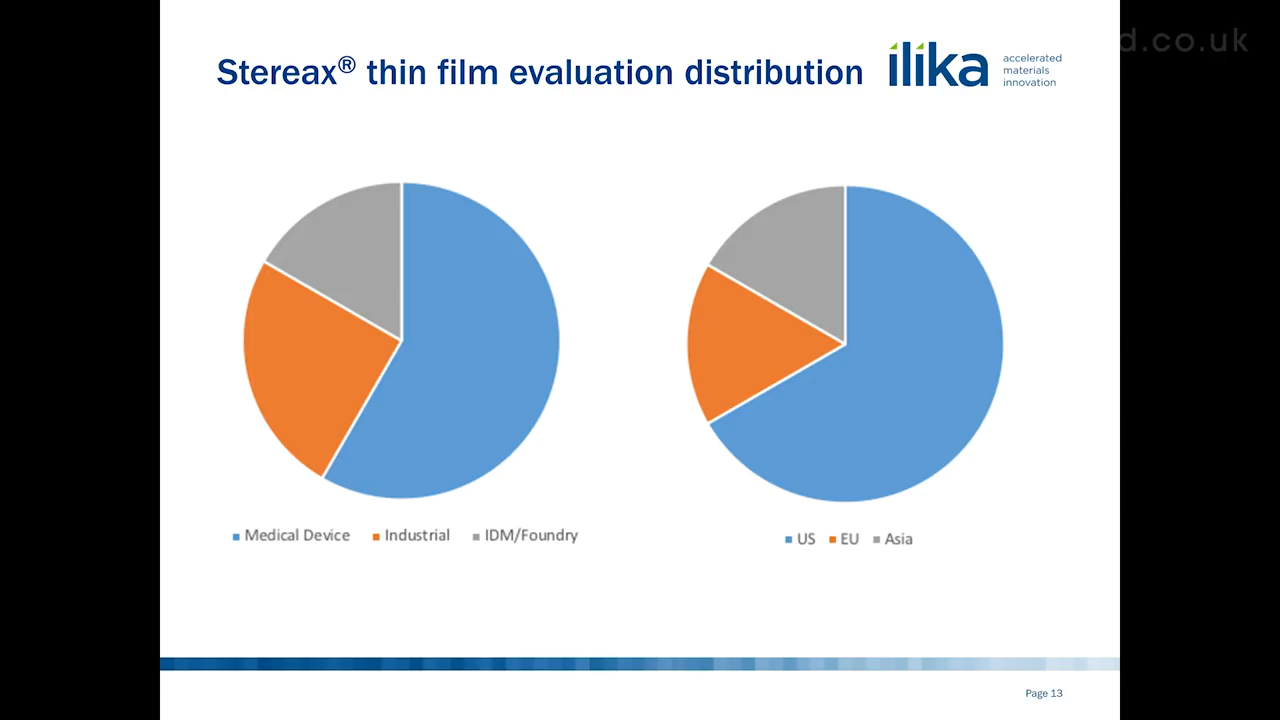 d.co.uk
Stereax® thin film evaluation distribution
ilika
accelerated
materials
innovation
Medical Device Industrial IDM/Foundry
US EU Asia
Page 13